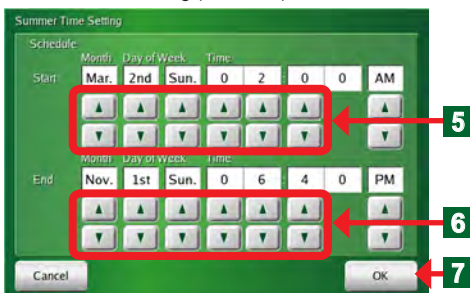 Summer Time Setting
Schedule
Month Day of Week Time
Start Mar. 2nd Sun. 0 2 0 0 AM
5
Month Day of Week Time
End Nov. 1st Sun. 0 6 4 0 PM
6
Cancel OK 7